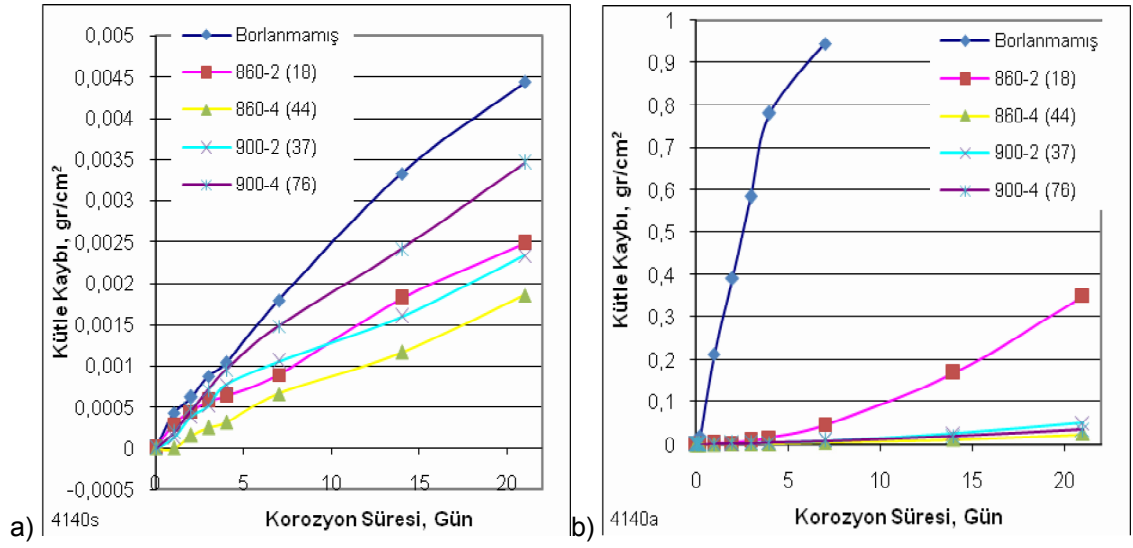 0,005
0,0045
0,004
0,0035
0,003
0,0025
0,002
0,0015
0,001
0,0005
0
-0,0005
Kütle Kaybı, gr/cm²
Borlanmamış
860-2 (18)
860-4 (44)
900-2 (37)
900-4 (76)
0 5 10 15 20
Korozyon Süresi, Gün
4140s
a)
1
0,9
0,8
0,7
0,6
0,5
0,4
0,3
0,2
0,1
0
Kütle Kaybı, gr/cm²
Borlanmamış
860-2 (18)
860-4 (44)
900-2 (37)
900-4 (76)
0 5 10 15 20
Korozyon Süresi, Gün
4140a
b)